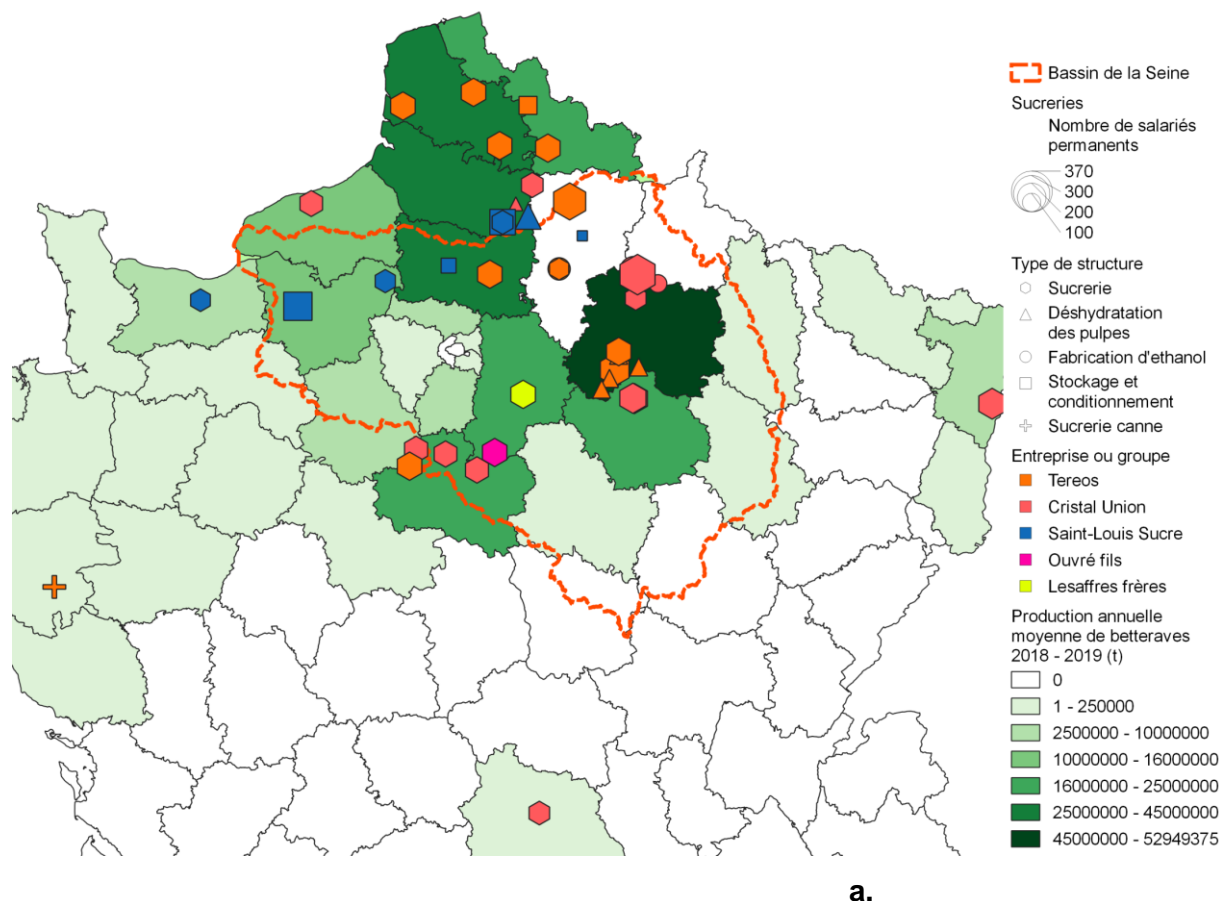 Bassin de la Seine
Sucreries
Nombre de salariés
permanents
370
300
200
100
Type de structure
Sucrerie
Déshydratation
des pulpes
Fabrication d'ethanol
Stockage et
conditionnement
Sucrerie canne
Entreprise ou groupe
Tereos
Cristal Union
Saint-Louis Sucre
Ouvré fils
Lesaffres frères
Production annuelle
moyenne de betteraves
2018 - 2019 (t)
0
1 - 250000
2500000 - 10000000
10000000 - 16000000
16000000 - 25000000
25000000 - 45000000
45000000 - 52949375
a.